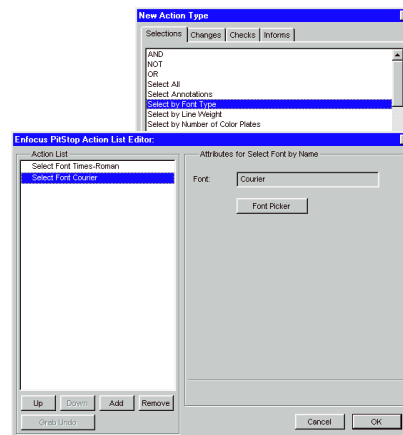 New Action Type
Selections Changes Checks Informs
AND
NOT
OR
Select All
Select Annotations
Select by Font Type
Select by Line Weight
Select by Number of Color Plates
Enfocus PitStop Action List Editor:
Action List
Select Font Times-Roman
Select Font Courier
Attributes for Select Font by Name
Font: Courier
Font Picker
Up Down Add Remove
Grab Undo
Cancel OK